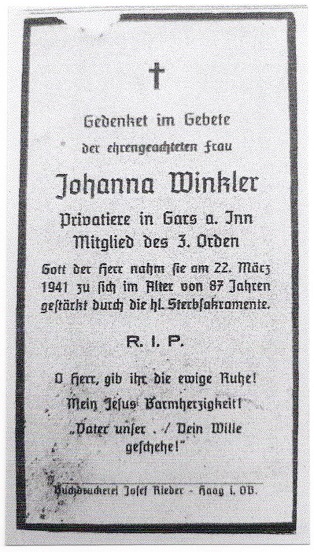 Gedenket im Gebete
der ehrengeachteten Frau
Johanna Winkler
Privatiere in Gars a. Inn
Mitglied des 3. Orden
Gott der Herr nahm sie am 22. März
1941 zu sich im Alter von 87 Jahren
gestärkt durch die hl. Sterbsakramente.
R. I. P.
O Herr, gib ihr die ewige Ruhe!
Mein Jesus Barmherzigkeit!
„Vater unser . / Dein Wille
geschehe!"
Buchdruckerei Josef Rieder - Haag i. OB.